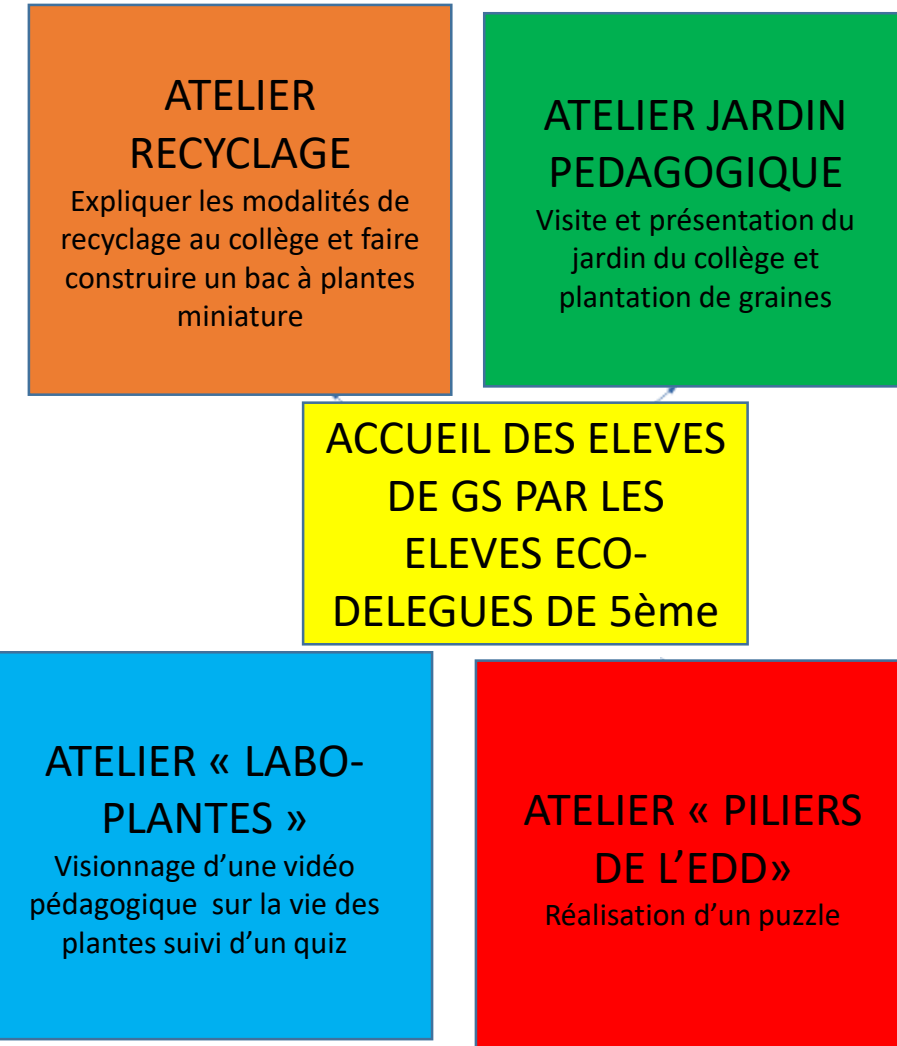 ATELIER
RECYCLAGE
Expliquer les modalités de
recyclage au collège et faire
construire un bac à plantes
miniature
ATELIER JARDIN
PEDAGOGIQUE
Visite et présentation du
jardin du collège et
plantation de graines
ACCUEIL DES ELEVES
DE GS PAR LES
ELEVES ECO-
DELEGUES DE 5ème
ATELIER « LABO-
PLANTES »
Visionnage d’une vidéo
pédagogique sur la vie des
plantes suivi d’un quiz
ATELIER « PILIERS
DE L’EDD»
Réalisation d’un puzzle